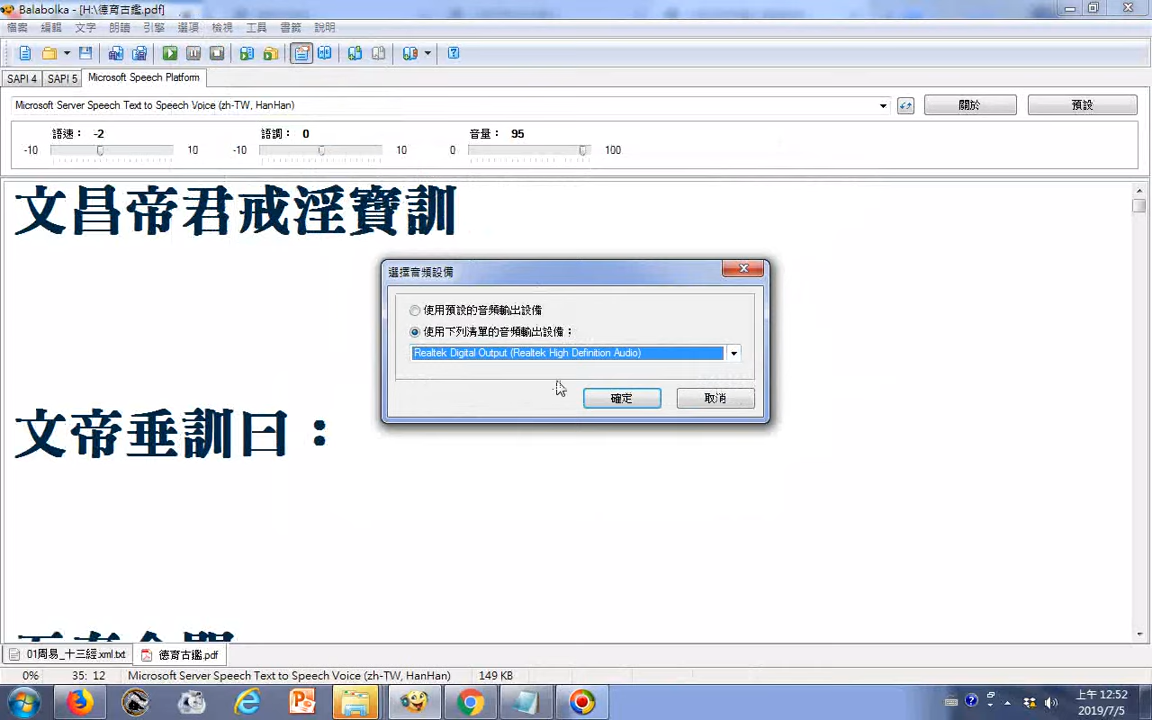 Balabolka - [H:\德育古鑑.pdf]
檔案 編輯 文字 朗讀 引擎 選項 檢視 工具 書籤 說明
SAPI 4 SAPI 5 Microsoft Speech Platform
Microsoft Server Speech Text to Speech Voice (zh-TW, HanHan) 關於 預設
語速： -2 語調： 0 音量： 95
-10 10 -10 10 0 100
文昌帝君戒淫寶訓
選擇音頻設備
使用預設的音頻輸出設備
使用下列清單的音頻輸出設備：
Realtek Digital Output (Realtek High Definition Audio)
確定 取消
文帝垂訓曰：
01周易_十三經.xml.txt 德育古鑑.pdf
0% 35: 12 Microsoft Server Speech Text to Speech Voice (zh-TW, HanHan) 149 KB
上午 12:52
2019/7/5